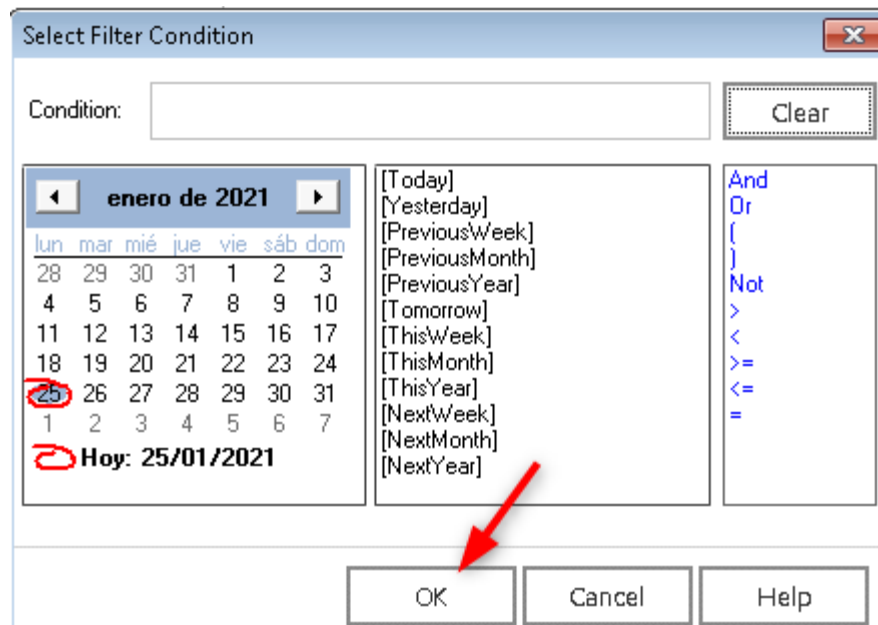 Select Filter Condition
Condition:
Clear
enero de 2021
lun mar mié jue vie sáb dom
28 29 30 31 1 2 3
4 5 6 7 8 9 10
11 12 13 14 15 16 17
18 19 20 21 22 23 24
25 26 27 28 29 30 31
1 2 3 4 5 6 7
Hoy: 25/01/2021
[Today]
[Yesterday]
[PreviousWeek]
[PreviousMonth]
[PreviousYear]
[Tomorrow]
[ThisWeek]
[ThisMonth]
[ThisYear]
[NextWeek]
[NextMonth]
[NextYear]
And
Or
(
)
Not
>
<
>=
<=
=
OK Cancel Help